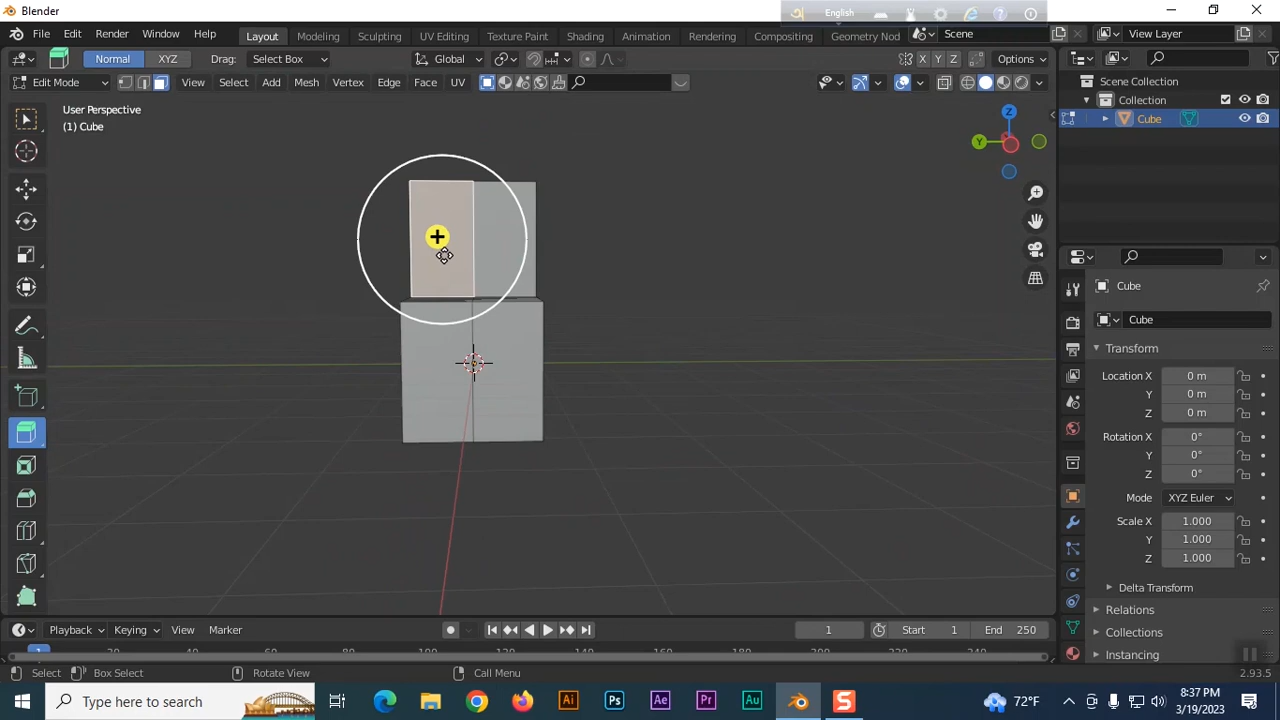 Blender
English
File Edit Render Window Help Layout Modeling Sculpting UV Editing Texture Paint Shading Animation Rendering Compositing Geometry Nod Scene View Layer
Normal XYZ Drag: Select Box Global X Y Z Options
Edit Mode View Select Add Mesh Vertex Edge Face UV
Scene Collection
Collection
Cube
User Perspective
(1) Cube
Z
Y
Cube
Cube
Transform
Location X 0 m
Y 0 m
Z 0 m
Rotation X 0°
Y 0°
Z 0°
Mode XYZ Euler
Scale X 1.000
Y 1.000
Z 1.000
Delta Transform
Relations
Collections
Instancing
Playback Keying View Marker 1 Start 1 End 250
1 20 80 100 120 140 160 180 200 220 240
Select Box Select Rotate View Call Menu 2.93.5
Type here to search Ai Ps Ae Pr Au S 72°F 8:37 PM
3/19/2023